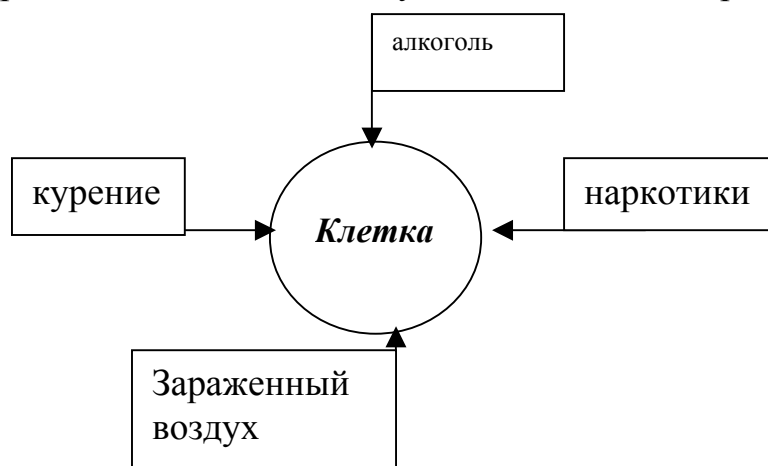 алкоголь
курение
наркотики
Клетка
Зараженный
воздух